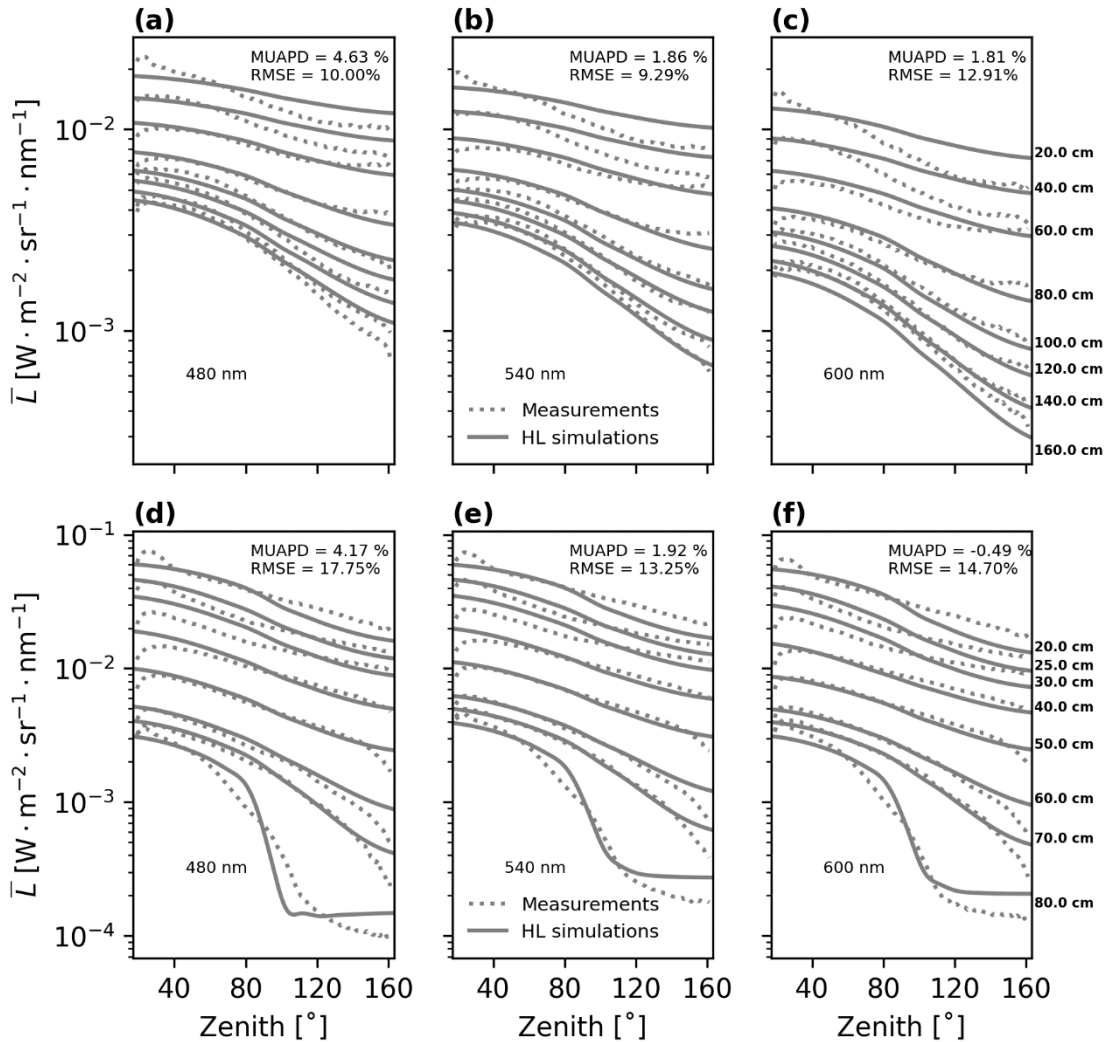 (a) (b) (c)
MUAPD = 4.63 %
RMSE = 10.00%
MUAPD = 1.86 %
RMSE = 9.29%
MUAPD = 1.81 %
RMSE = 12.91%
10⁻²
10⁻³
L̅ [W · m⁻² · sr⁻¹ · nm⁻¹]
480 nm
540 nm
600 nm
Measurements
HL simulations
20.0 cm
40.0 cm
60.0 cm
80.0 cm
100.0 cm
120.0 cm
140.0 cm
160.0 cm
40 80 120 160
40 80 120 160
40 80 120 160
(d) (e) (f)
MUAPD = 4.17 %
RMSE = 17.75%
MUAPD = 1.92 %
RMSE = 13.25%
MUAPD = -0.49 %
RMSE = 14.70%
10⁻¹
10⁻²
10⁻³
10⁻⁴
L̅ [W · m⁻² · sr⁻¹ · nm⁻¹]
480 nm
540 nm
600 nm
Measurements
HL simulations
20.0 cm
25.0 cm
30.0 cm
40.0 cm
50.0 cm
60.0 cm
70.0 cm
80.0 cm
Zenith [˚] Zenith [˚] Zenith [˚]